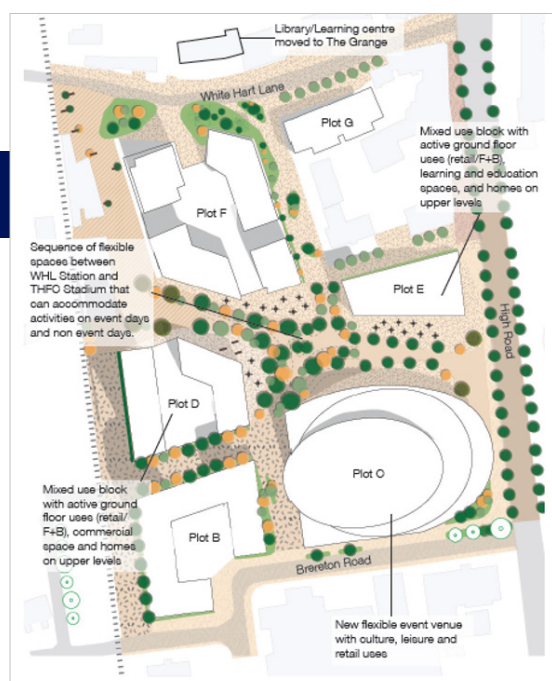 Library/Learning centre
moved to The Grange
White Hart Lane
Plot G
Mixed use block with
active ground floor
uses (retail/F+B),
learning and education
spaces, and homes on
upper levels
Plot F
Sequence of flexible
spaces between
WHL Station and
THFO Stadium that
can accommodate
activities on event days
and non event days.
Plot E
High Road
Plot D
Plot C
Mixed use block
with active ground
floor uses (retail/
F+B), commercial
space and homes
on upper levels
Plot B
Brereton Road
New flexible event venue
with culture, leisure and
retail uses